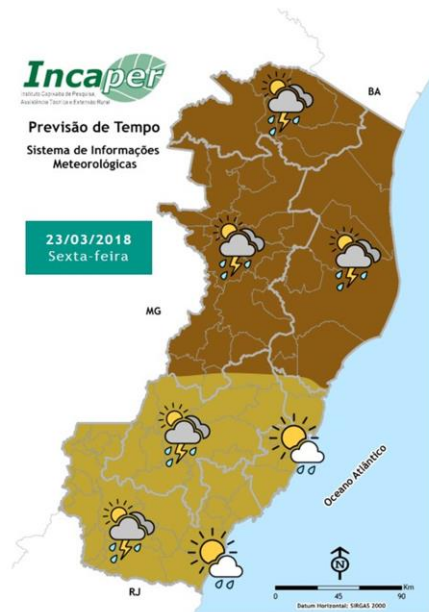 Incaper
Instituto Capixaba de Pesquisa,
Assistência Técnica e Extensão Rural
Previsão de Tempo
Sistema de Informações
Meteorológicas
23/03/2018
Sexta-feira
BA
MG
Oceano Atlântico
RJ
N
0 45 90
Km
Datum Horizontal: SIRGAS 2000